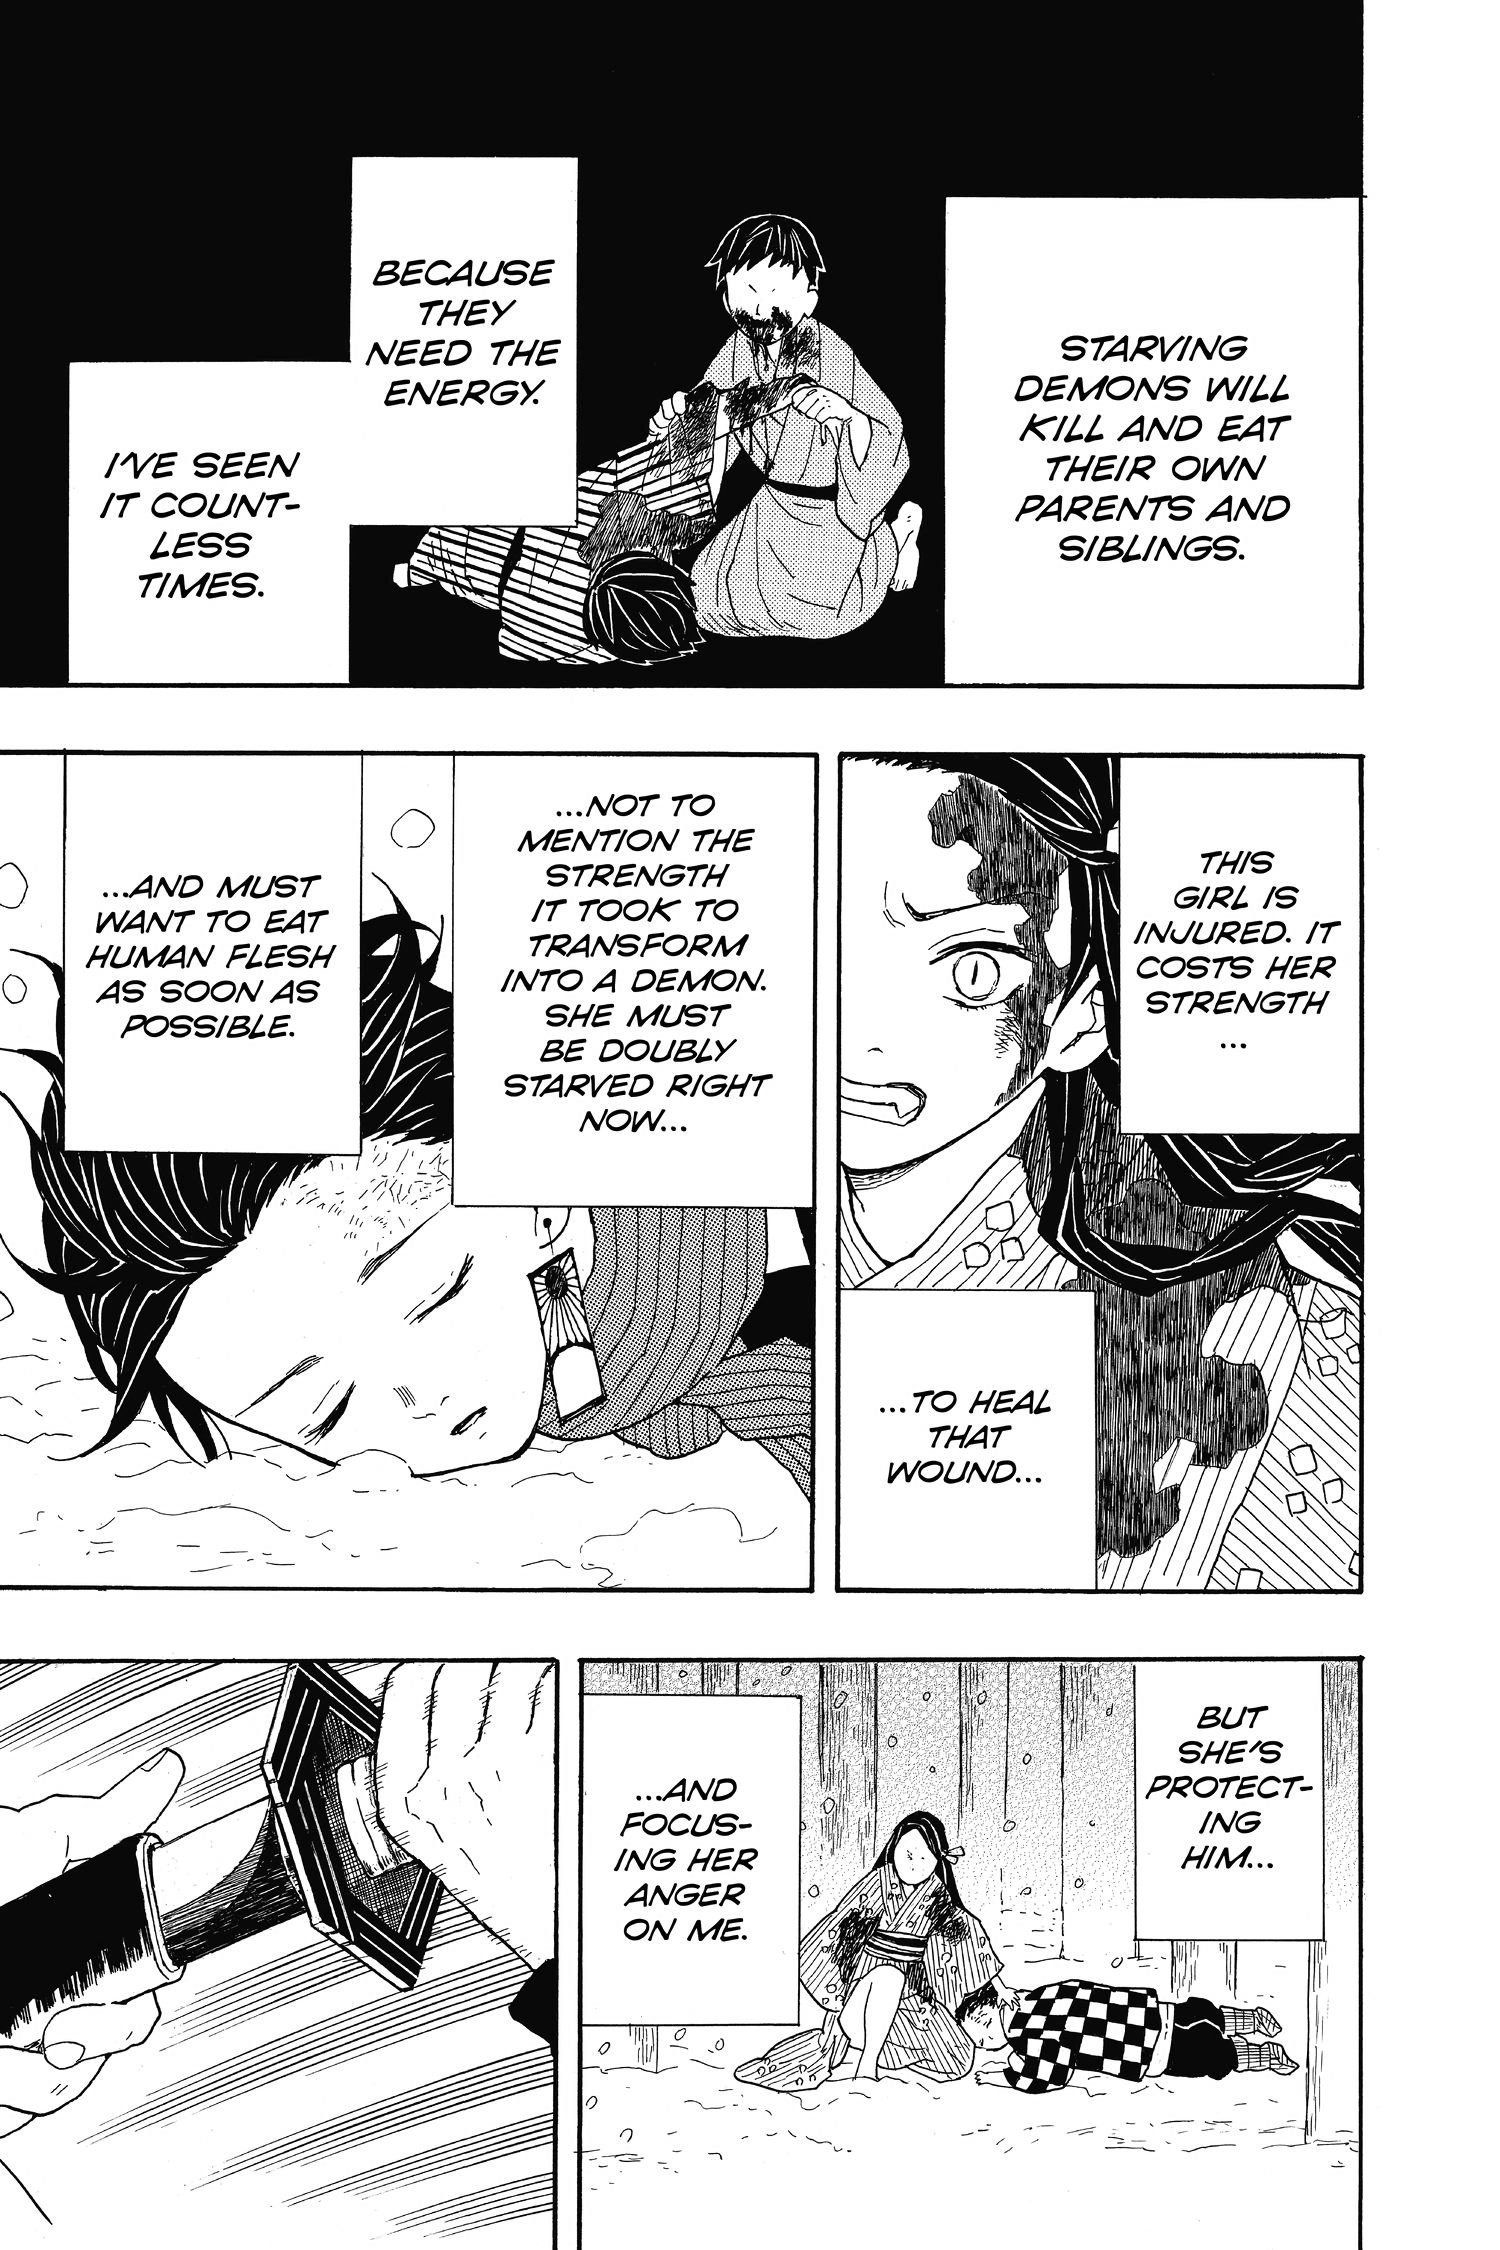 STARVING
DEMONS WILL
KILL AND EAT
THEIR OWN
PARENTS AND
SIBLINGS.
BECAUSE
THEY
NEED THE
ENERGY.
I'VE SEEN
IT COUNT-
LESS
TIMES.
THIS
GIRL IS
INJURED. IT
COSTS HER
STRENGTH
...
...TO HEAL
THAT
WOUND...
...NOT TO
MENTION THE
STRENGTH
IT TOOK TO
TRANSFORM
INTO A DEMON.
SHE MUST
BE DOUBLY
STARVED RIGHT
NOW...
...AND MUST
WANT TO EAT
HUMAN FLESH
AS SOON AS
POSSIBLE.
BUT
SHE'S
PROTECT-
ING
HIM...
...AND
FOCUS-
ING HER
ANGER
ON ME.